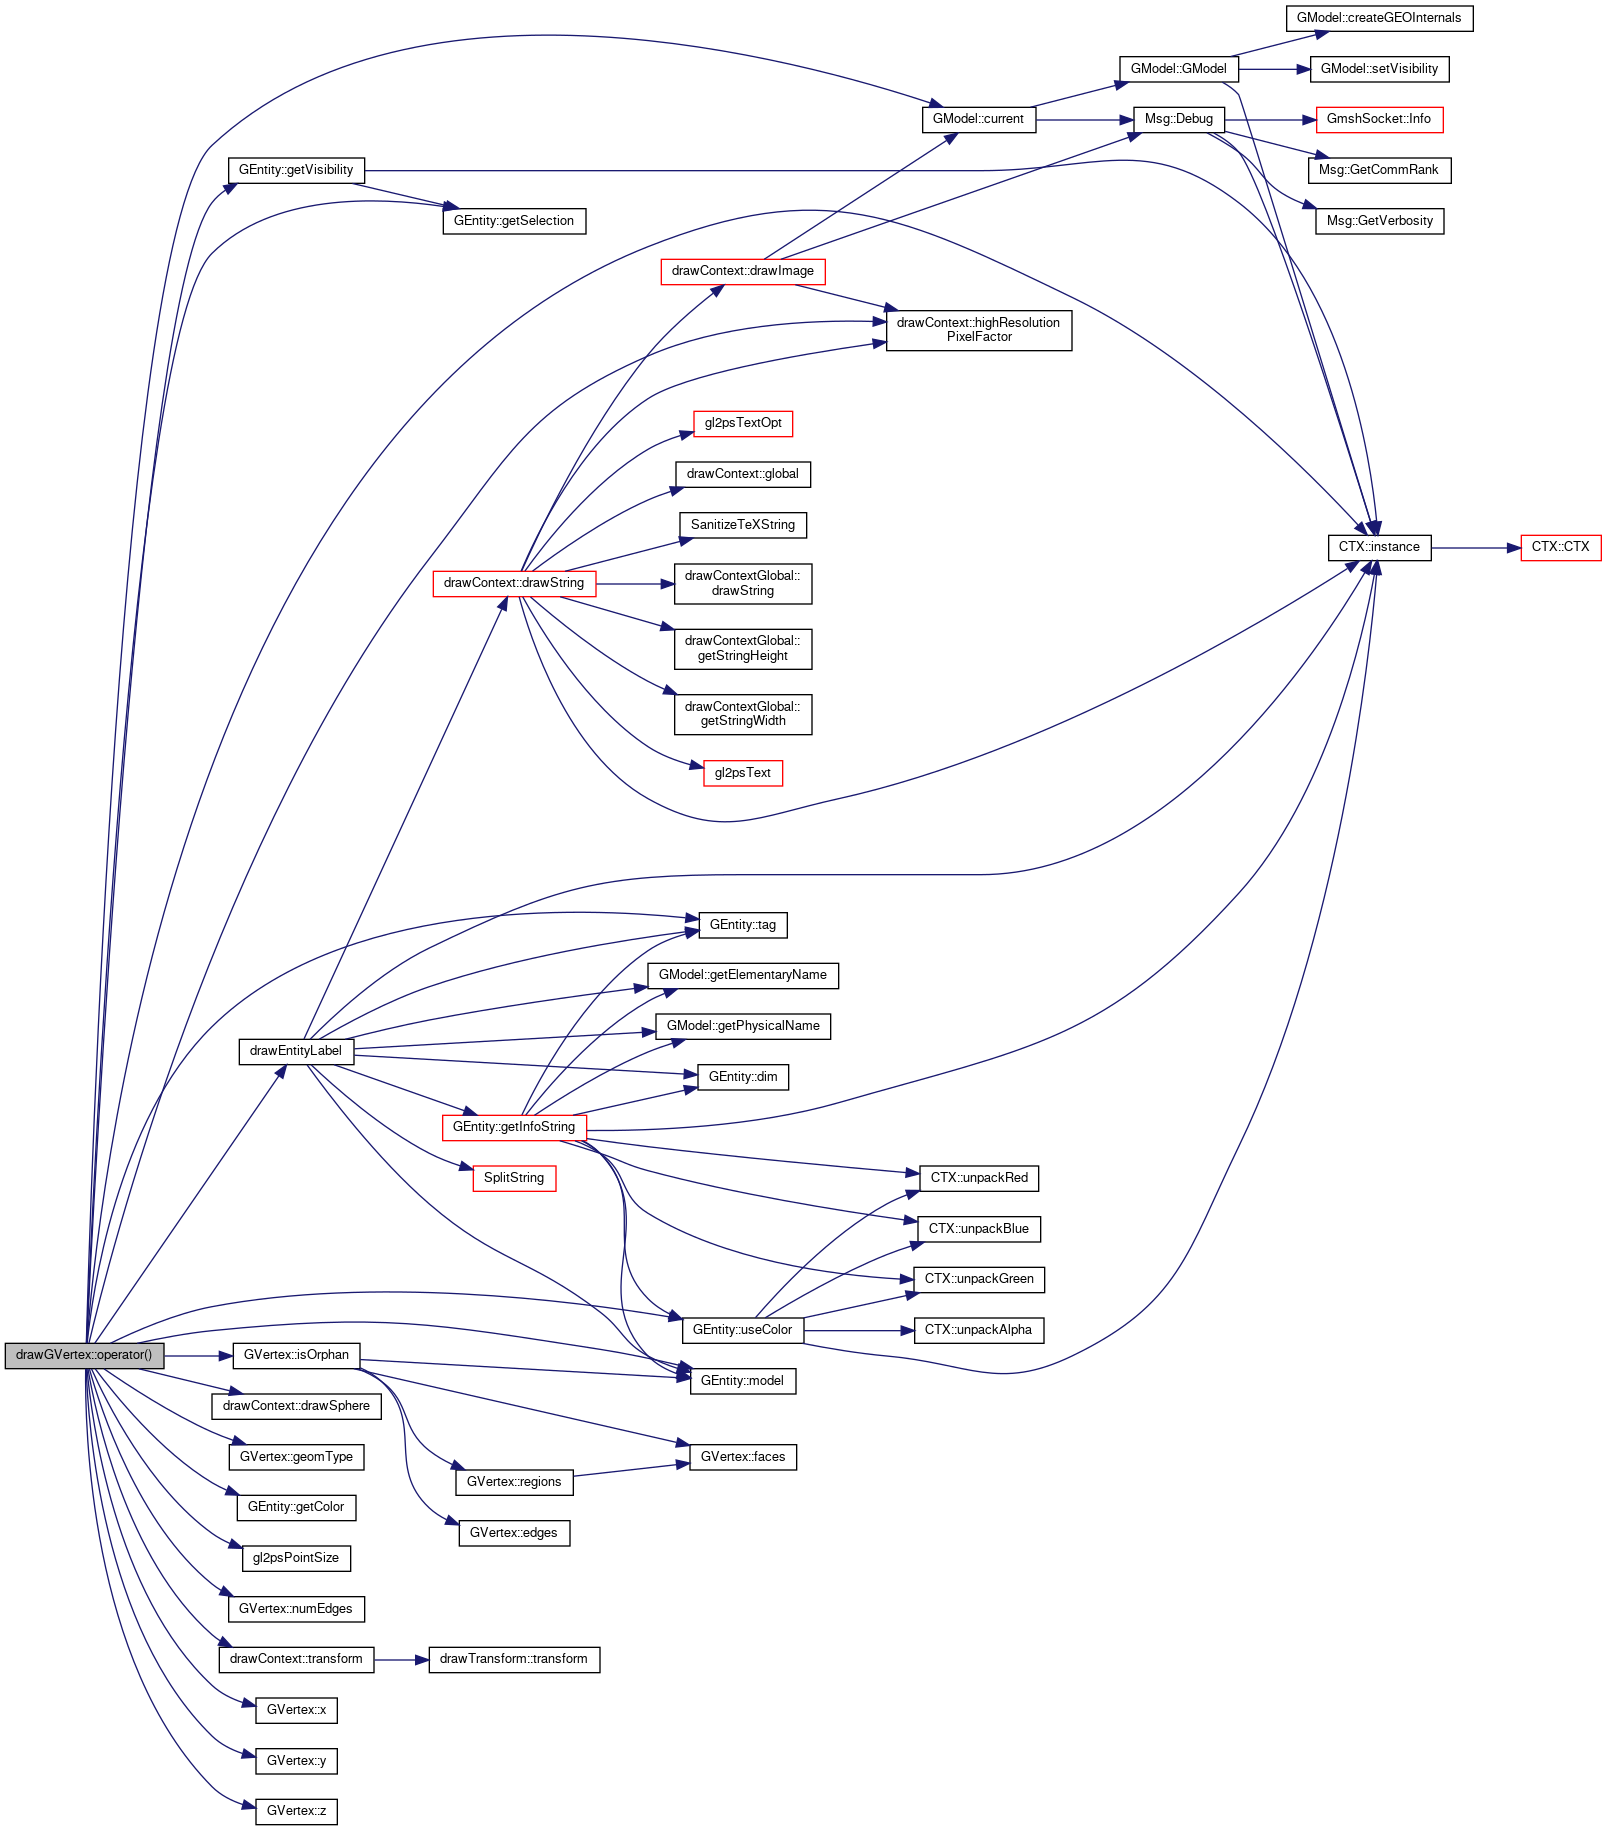 GModel::createGEOInternals
GModel::GModel
GModel::setVisibility
GModel::current
Msg::Debug
GmshSocket::Info
GEntity::getVisibility
Msg::GetCommRank
GEntity::getSelection
Msg::GetVerbosity
drawContext::drawImage
drawContext::highResolution
PixelFactor
gl2psTextOpt
drawContext::global
SanitizeTeXString
CTX::instance
CTX::CTX
drawContext::drawString
drawContextGlobal::
drawString
drawContextGlobal::
getStringHeight
drawContextGlobal::
getStringWidth
gl2psText
GEntity::tag
GModel::getElementaryName
GModel::getPhysicalName
drawEntityLabel
GEntity::dim
GEntity::getInfoString
SplitString
CTX::unpackRed
CTX::unpackBlue
CTX::unpackGreen
GEntity::useColor
CTX::unpackAlpha
drawGVertex::operator()
GVertex::isOrphan
GEntity::model
drawContext::drawSphere
GVertex::geomType
GVertex::faces
GVertex::regions
GEntity::getColor
GVertex::edges
gl2psPointSize
GVertex::numEdges
drawContext::transform
drawTransform::transform
GVertex::x
GVertex::y
GVertex::z